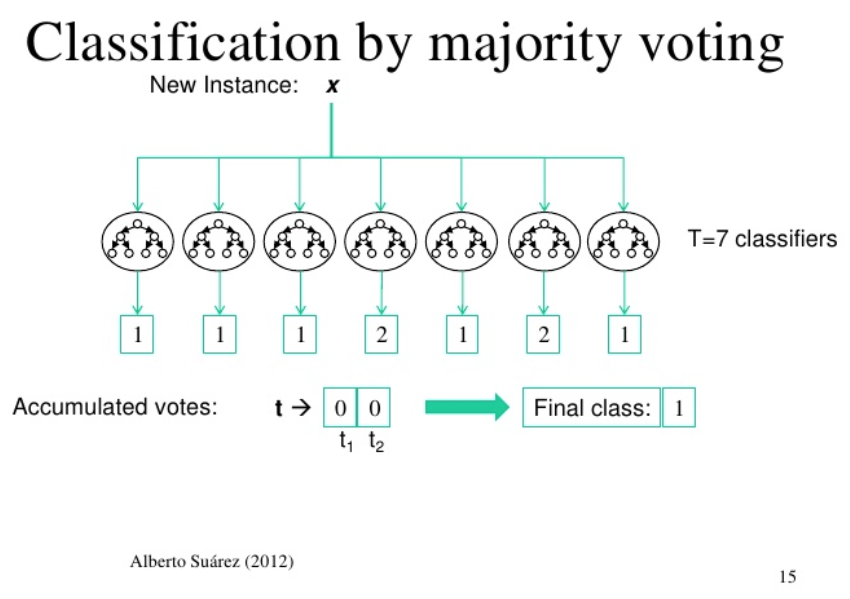 Classification by majority voting
New Instance: x
T=7 classifiers
1 1 1 2 1 2 1
Accumulated votes: t → 0 0 Final class: 1
t₁ t₂
Alberto Suárez (2012)
15